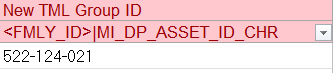 New TML Group ID
<FMLY_ID>|MI_DP_ASSET_ID_CHR
522-124-021